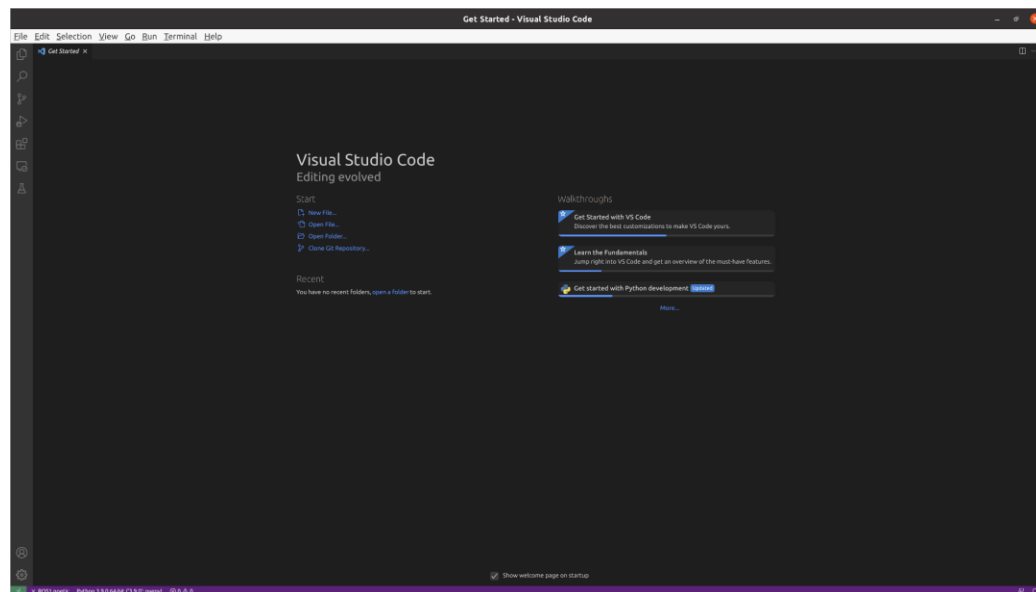 Get Started - Visual Studio Code
File Edit Selection View Go Run Terminal Help
Get Started
Visual Studio Code
Editing evolved
Start
New File...
Open File...
Open Folder...
Clone Git Repository...
Recent
You have no recent folders, open a folder to start.
Walkthroughs
Get Started with VS Code
Discover the best customizations to make VS Code yours.
Learn the Fundamentals
Jump right into VS Code and get an overview of the must-have features.
Get started with Python development Updated
More...
Show welcome page on startup